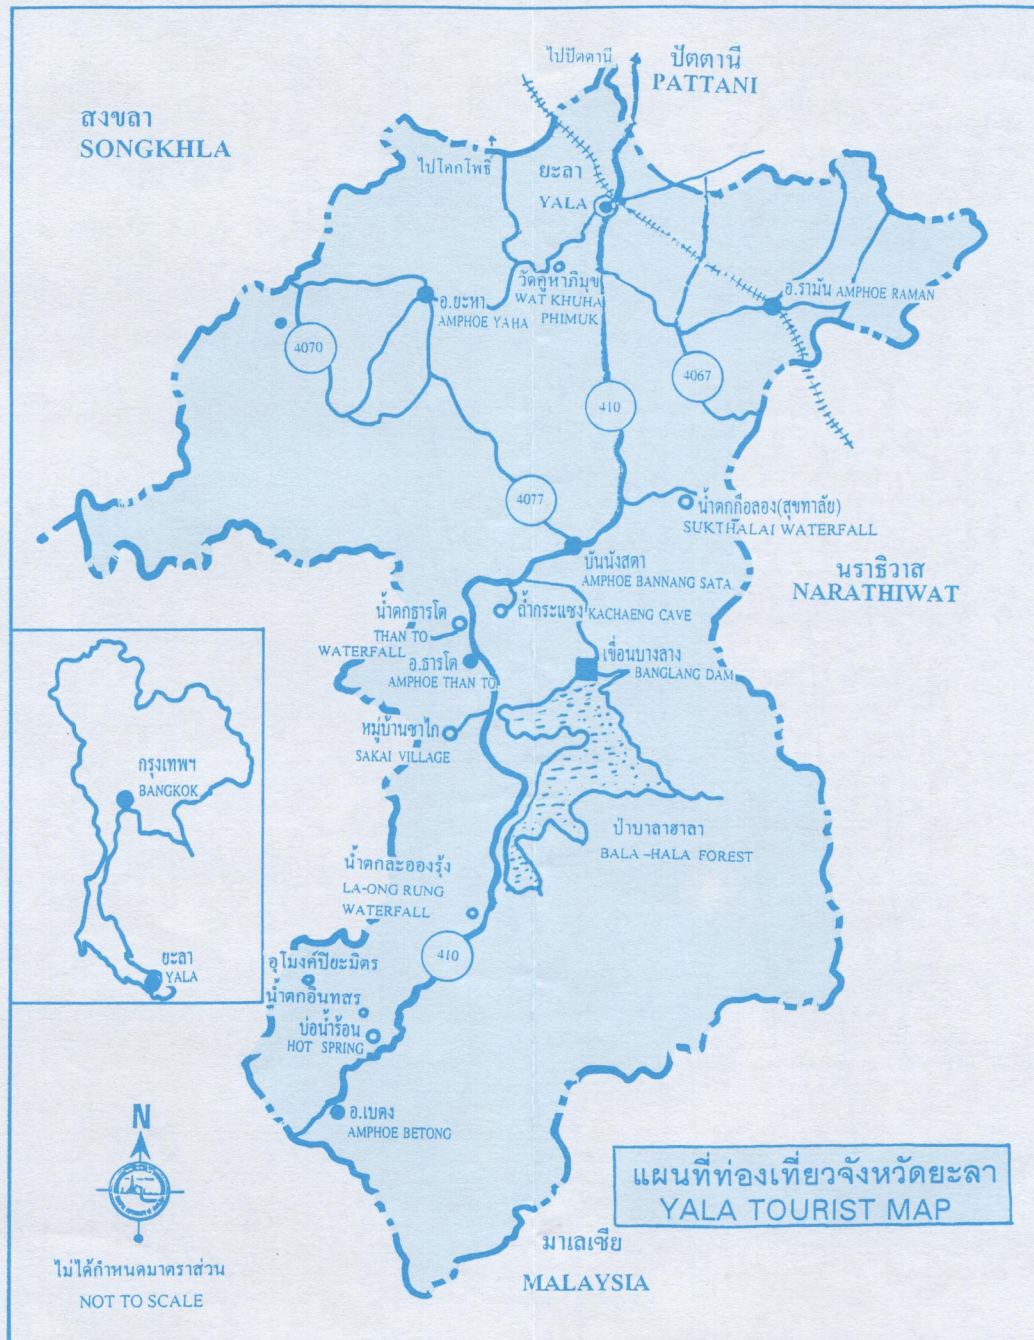 ไปปัตตานี
ปัตตานี
PATTANI
สงขลา
SONGKHLA
ไปโคกโพธิ์
ยะลา
YALA
วัดคูหาภิมุข
WAT KHUHA
PHIMUK
อ.รามัน AMPHOE RAMAN
อ.ยะหา
AMPHOE YAHA
4070
4067
410
4077
น้ำตกกือลอง(สุขทาลัย)
SUKTHALAI WATERFALL
บันนังสตา
AMPHOE BANNANG SATA
นราธิวาส
NARATHIWAT
น้ำตกธารโต
THAN TO
WATERFALL
ถ้ำกระแชง KACHAENG CAVE
อ.ธารโต
AMPHOE THAN TO
เขื่อนบางลาง
BANGLANG DAM
หมู่บ้านซาไก
SAKAI VILLAGE
กรุงเทพฯ
BANGKOK
ป่าบาลาฮาลา
BALA-HALA FOREST
น้ำตกละอองรุ้ง
LA-ONG RUNG
WATERFALL
410
ยะลา
YALA
อุโมงค์ปิยะมิตร
น้ำตกอินทสร
บ่อน้ำร้อน
HOT SPRING
อ.เบตง
AMPHOE BETONG
N
แผนที่ท่องเที่ยวจังหวัดยะลา
YALA TOURIST MAP
มาเลเซีย
MALAYSIA
ไม่ได้กำหนดมาตราส่วน
NOT TO SCALE